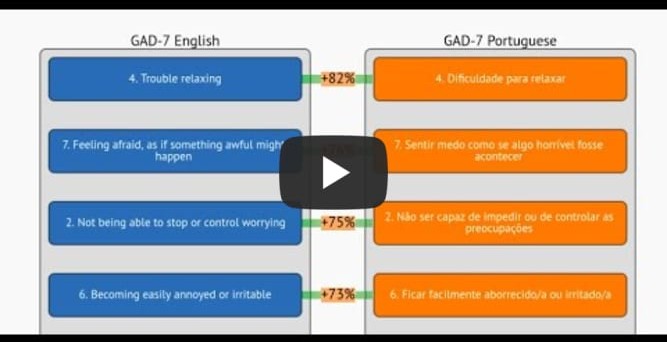 GAD-7 English
GAD-7 Portuguese
4. Trouble relaxing
+82%
4. Dificuldade para relaxar
7. Feeling afraid, as if something awful might
happen
7. Sentir medo como se algo horrível fosse
acontecer
2. Not being able to stop or control worrying
+75%
2. Não ser capaz de impedir ou de controlar as
preocupações
6. Becoming easily annoyed or irritable
+73%
6. Ficar facilmente aborrecido/a ou irritado/a